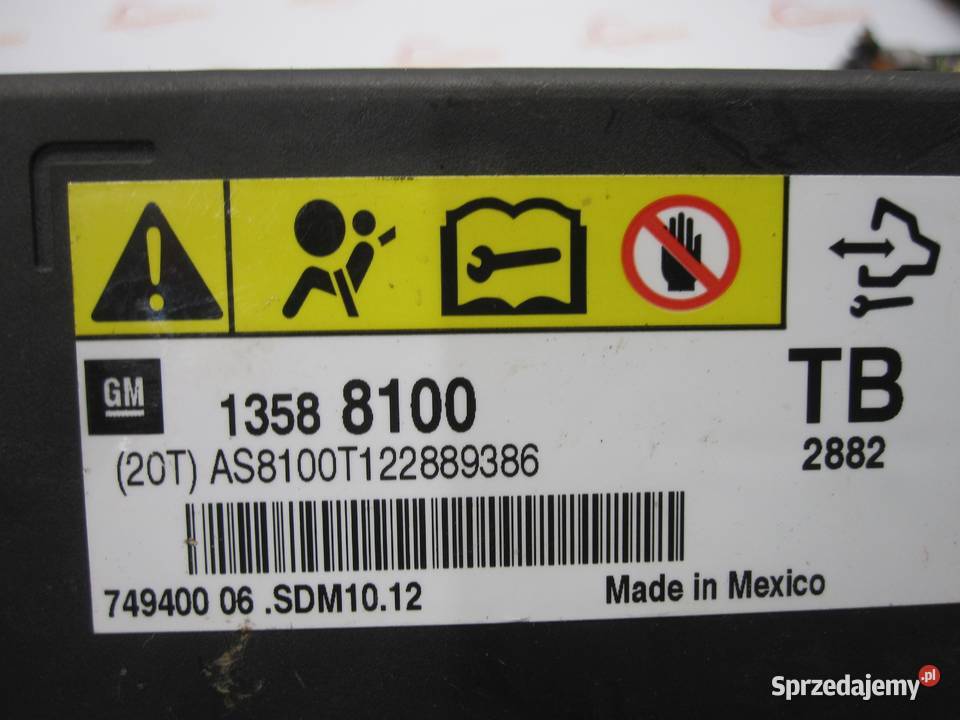 TB
2882
GM
1358 8100
(20T) AS8100T122889386
749400 06 .SDM10.12
Made in Mexico
Sprzedajemy.pl